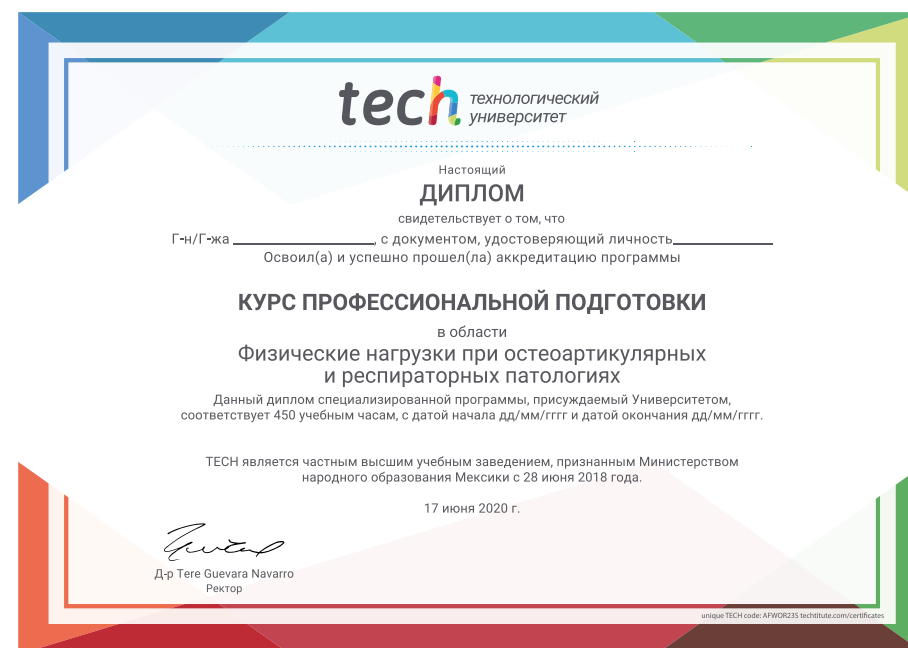 tech технологический
университет
Настоящий
ДИПЛОМ
свидетельствует о том, что
Г-н/Г-жа ____________________, с документом, удостоверяющий личность______________
Освоил(а) и успешно прошел(ла) аккредитацию программы
КУРС ПРОФЕССИОНАЛЬНОЙ ПОДГОТОВКИ
в области
Физические нагрузки при остеоартикулярных
и респираторных патологиях
Данный диплом специализированной программы, присуждаемый Университетом,
соответствует 450 учебным часам, с датой начала дд/мм/гггг и датой окончания дд/мм/гггг.
TECH является частным высшим учебным заведением, признанным Министерством
народного образования Мексики с 28 июня 2018 года.
17 июня 2020 г.
Д-р Tere Guevara Navarro
Ректор
unique TECH code: AFWOR23S techtitute.com/certificates